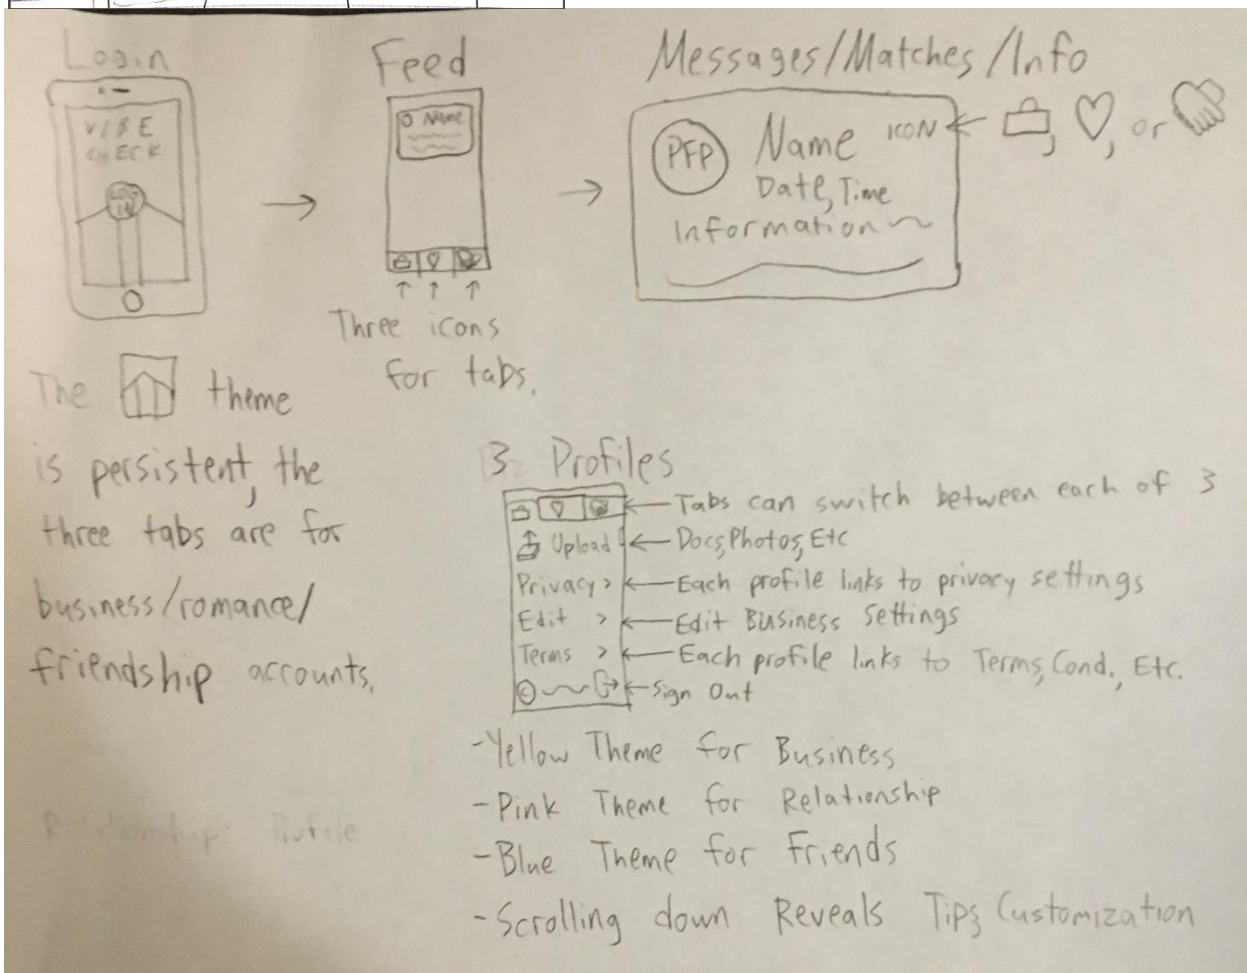 Login
VIBE
CHECK
LOG
IN
Feed
Name
Three icons
for tabs.
Messages/Matches/Info
PFP
Name
ICON
, , or
Date, Time
Information
The theme
is persistent, the
three tabs are for
business/romance/
friendship accounts.
3 Profiles
Tabs can switch between each of 3
Upload
Docs, Photos, Etc
Privacy >
Each profile links to privacy settings
Edit >
Edit Business Settings
Terms >
Each profile links to Terms, Cond., Etc.
Sign Out
-Yellow Theme for Business
-Pink Theme for Relationship
-Blue Theme for Friends
-Scrolling down Reveals Tips, Customization
Relationships Profile